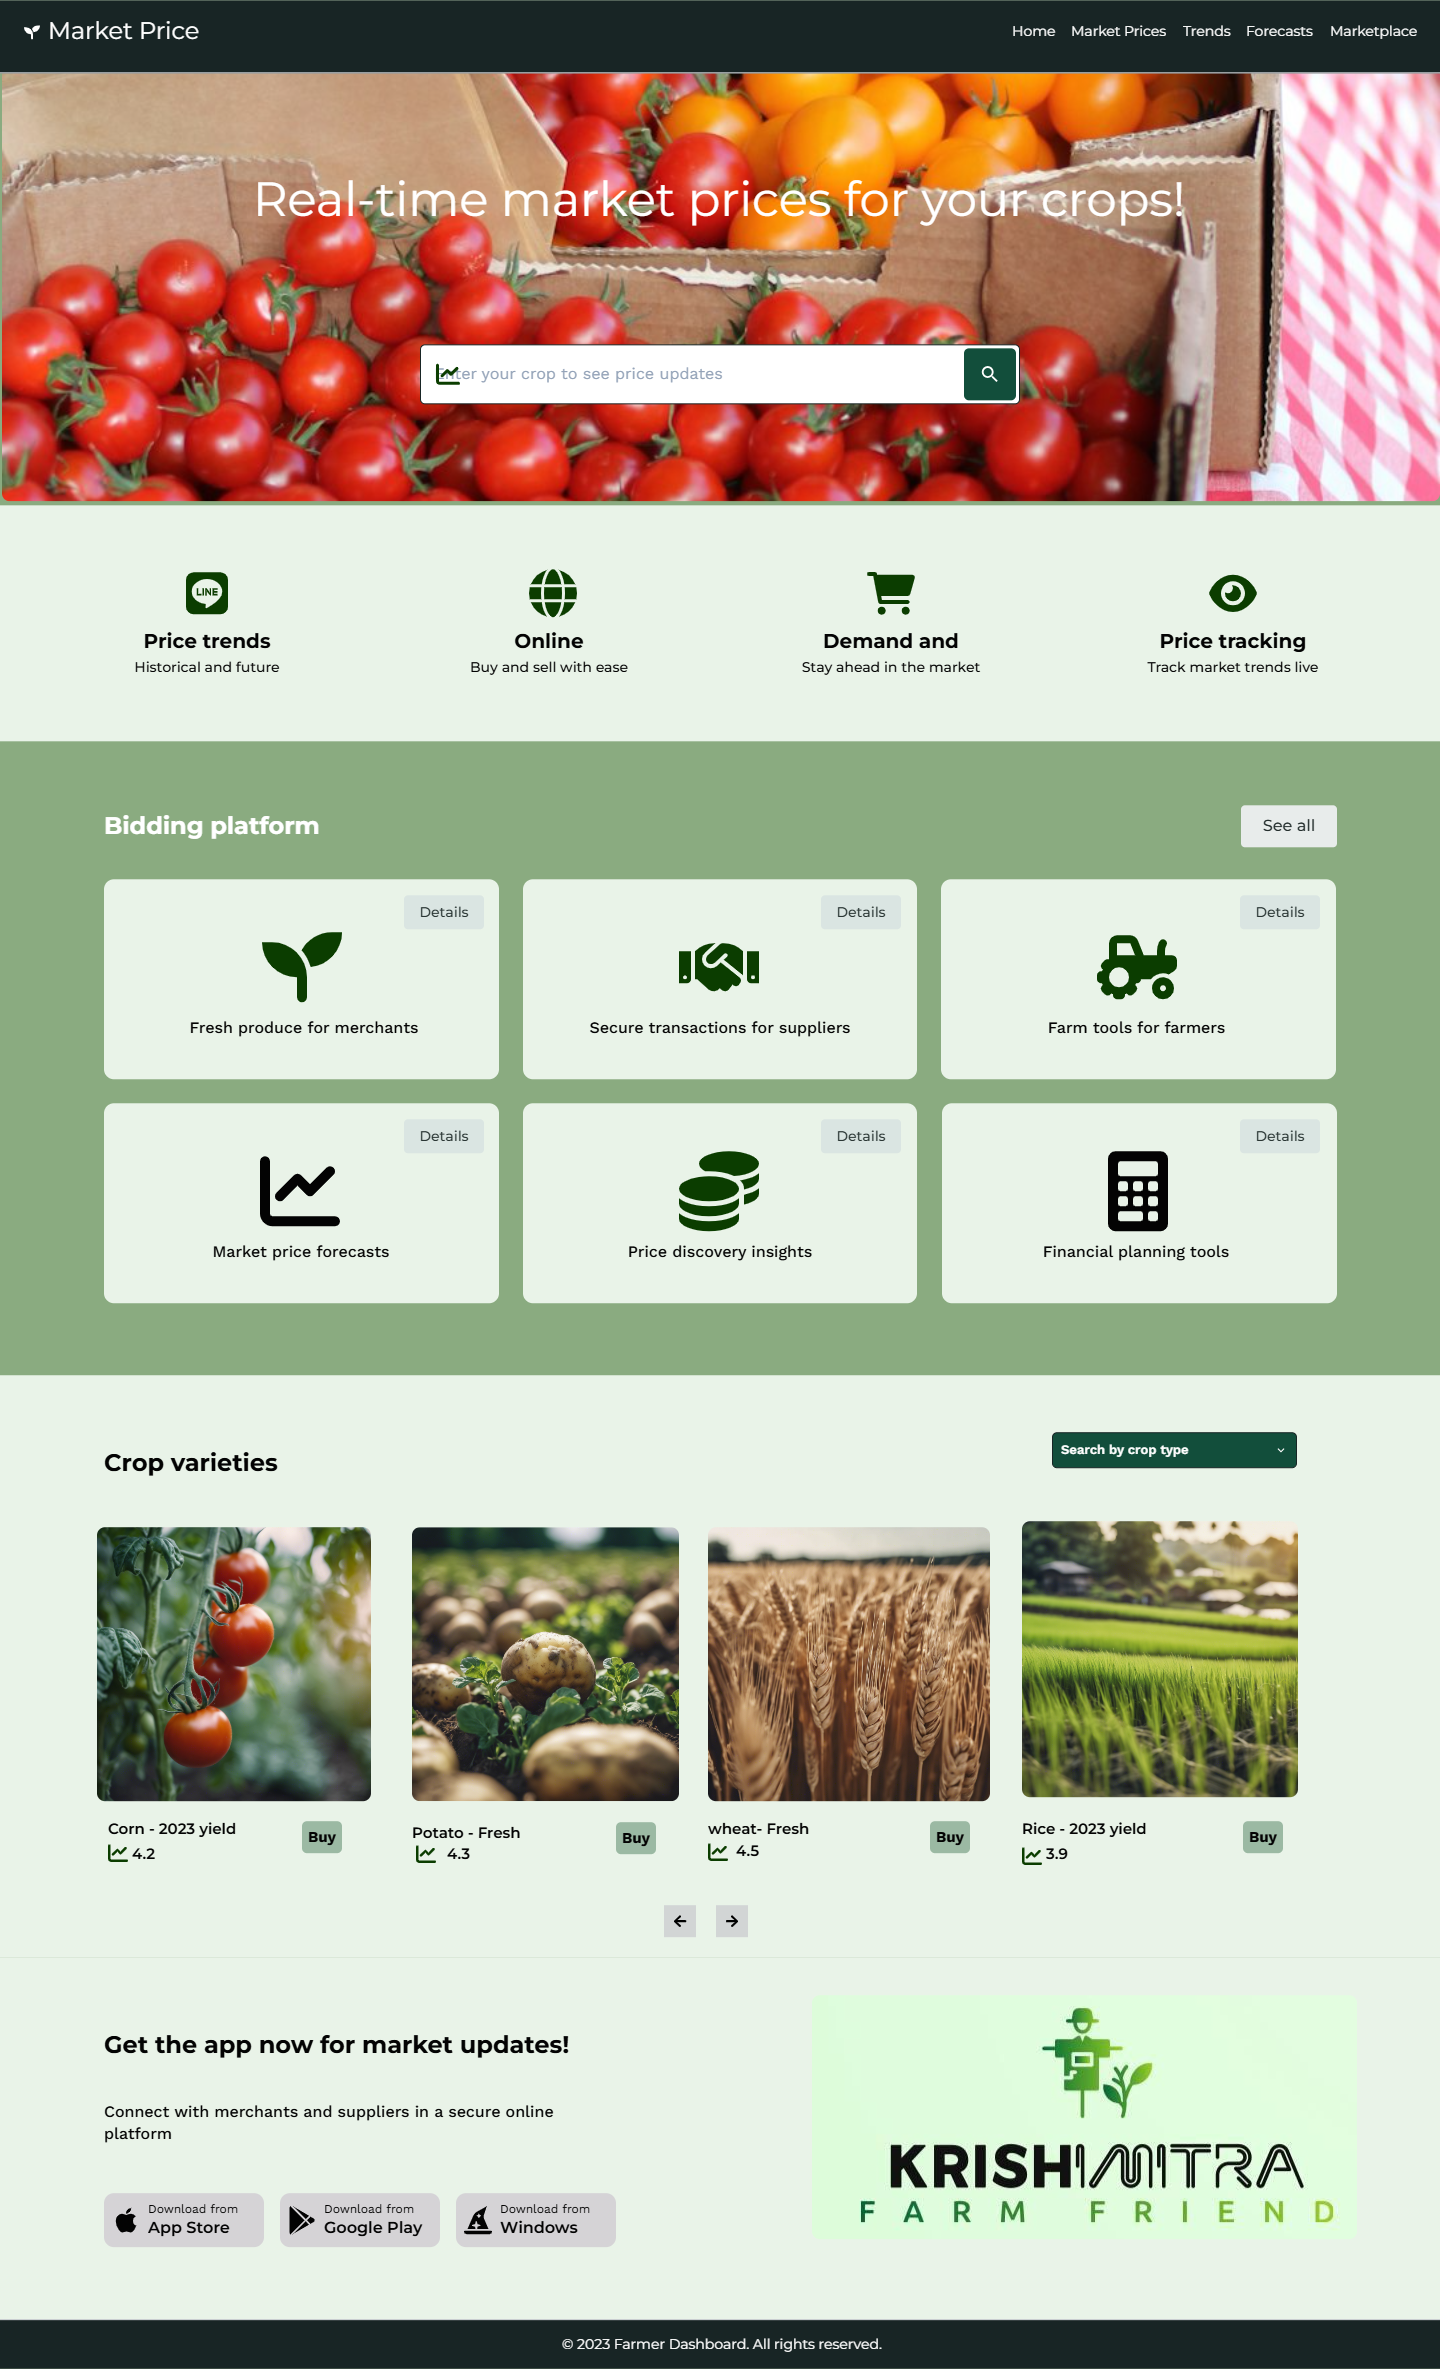 Market Price
Home Market Prices Trends Forecasts Marketplace
Real-time market prices for your crops!
Enter your crop to see price updates
LINE
Price trends
Historical and future
Online
Buy and sell with ease
Demand and
Stay ahead in the market
Price tracking
Track market trends live
Bidding platform
See all
Details
Fresh produce for merchants
Details
Secure transactions for suppliers
Details
Farm tools for farmers
Details
Market price forecasts
Details
Price discovery insights
Details
Financial planning tools
Crop varieties
Search by crop type
Corn - 2023 yield
4.2
Buy
Potato - Fresh
4.3
Buy
wheat- Fresh
4.5
Buy
Rice - 2023 yield
3.9
Buy
Get the app now for market updates!
Connect with merchants and suppliers in a secure online
platform
Download from
App Store
Download from
Google Play
Download from
Windows
KRISHIMITRA
FARM FRIEND
© 2023 Farmer Dashboard. All rights reserved.